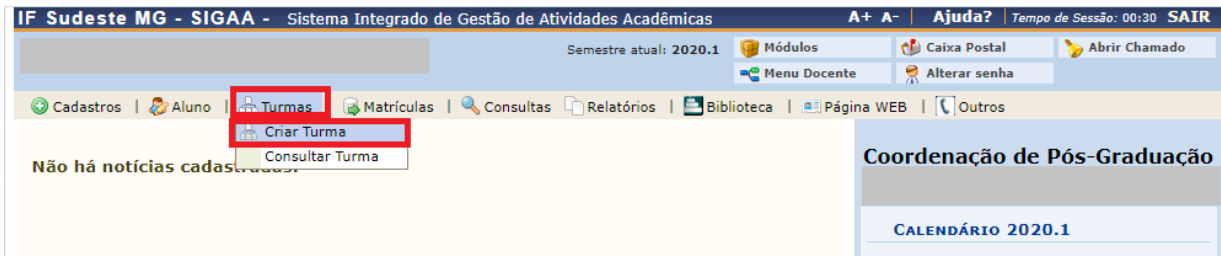 IF Sudeste MG - SIGAA - Sistema Integrado de Gestão de Atividades Acadêmicas A+ A- | Ajuda? | Tempo de Sessão: 00:30 SAIR
Semestre atual: 2020.1 Módulos Caixa Postal Abrir Chamado
Menu Docente Alterar senha
Cadastros | Aluno | Turmas Matrículas | Consultas Relatórios | Biblioteca | Página WEB | Outros
Criar Turma
Consultar Turma
Não há notícias cadastradas.
Coordenação de Pós-Graduação
CALENDÁRIO 2020.1